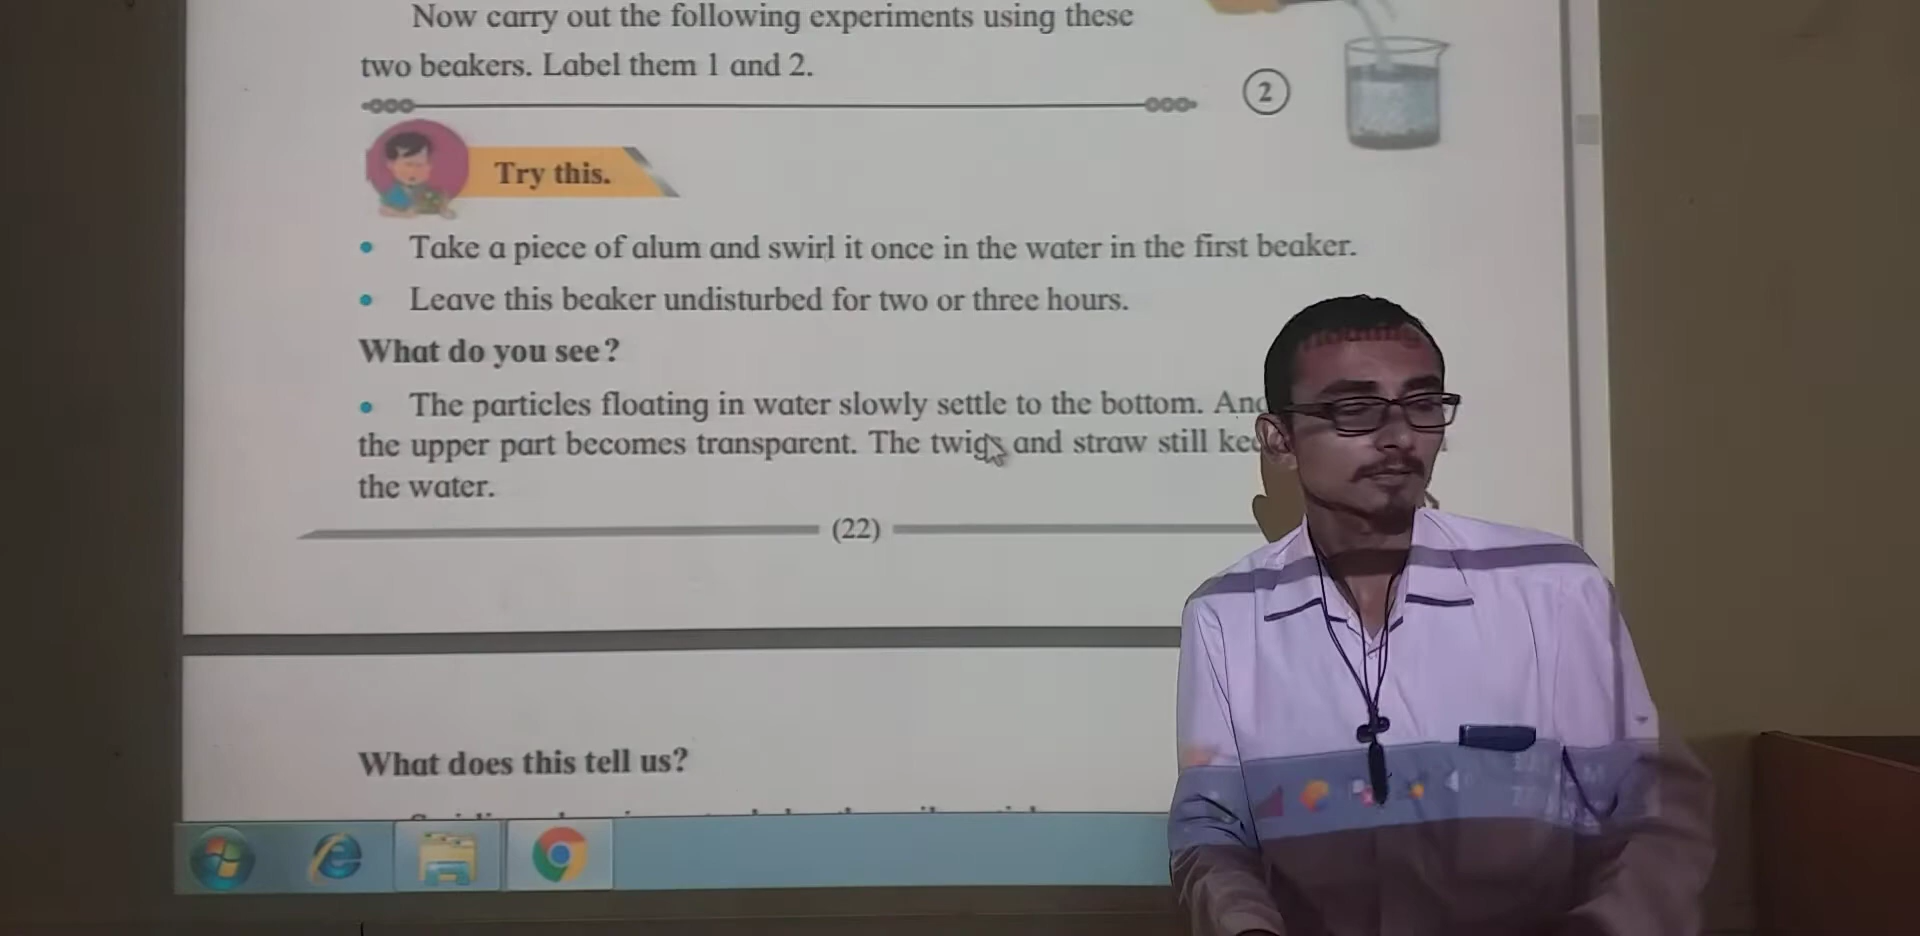 Now carry out the following experiments using these
two beakers. Label them 1 and 2.
2
Try this.
Take a piece of alum and swirl it once in the water in the first beaker.
Leave this beaker undisturbed for two or three hours.
What do you see?
The particles floating in water slowly settle to the bottom.
the upper part becomes transparent. The twigs and straw still
the water.
(22)
What does this tell us?